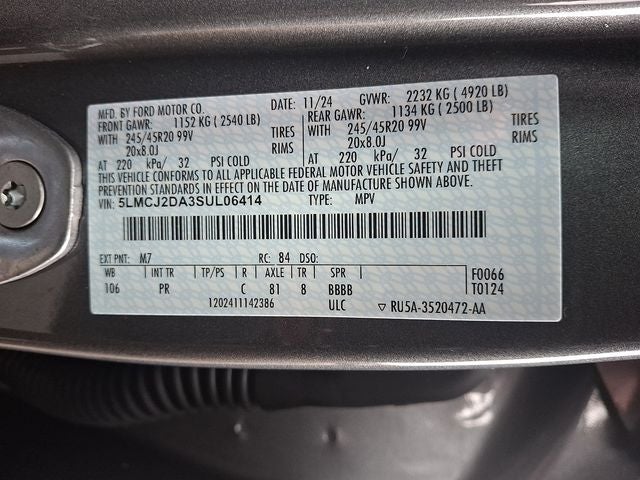 MFD. BY FORD MOTOR CO. DATE: 11/24 GVWR: 2232 KG ( 4920 LB)
FRONT GAWR: 1152 KG ( 2540 LB) REAR GAWR: 1134 KG ( 2500 LB)
WITH 245/45R20 99V TIRES WITH 245/45R20 99V TIRES
20x8.0J RIMS 20x8.0J RIMS
AT 220 kPa/ 32 PSI COLD AT 220 kPa/ 32 PSI COLD
THIS VEHICLE CONFORMS TO ALL APPLICABLE FEDERAL MOTOR VEHICLE SAFETY AND THEFT
PREVENTION STANDARDS IN EFFECT ON THE DATE OF MANUFACTURE SHOWN ABOVE.
VIN: 5LMCJ2DA3SUL06414 TYPE: MPV
EXT PNT: M7 RC: 84 DSO:
WB INT TR TP/PS R AXLE TR SPR F0066
106 PR C 81 8 BBBB T0124
1202411142386 ULC ▽ RU5A-3520472-AA